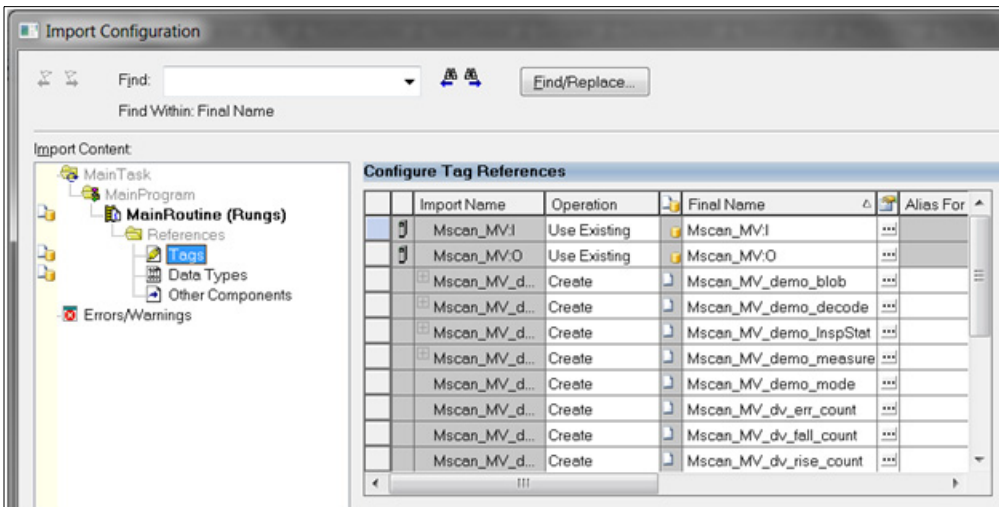 Import Configuration
Find:
Find/Replace...
Find Within: Final Name
Import Content:
MainTask
MainProgram
MainRoutine (Rungs)
References
Tags
Data Types
Other Components
Errors/Warnings
Configure Tag References
Import Name Operation Final Name Alias For
Mscan_MV:I Use Existing Mscan_MV:I ...
Mscan_MV:O Use Existing Mscan_MV:O ...
Mscan_MV_d... Create Mscan_MV_demo_blob ...
Mscan_MV_d... Create Mscan_MV_demo_decode ...
Mscan_MV_d... Create Mscan_MV_demo_InspStat ...
Mscan_MV_d... Create Mscan_MV_demo_measure ...
Mscan_MV_d... Create Mscan_MV_demo_mode ...
Mscan_MV_d... Create Mscan_MV_dv_err_count ...
Mscan_MV_d... Create Mscan_MV_dv_fall_count ...
Mscan_MV_d... Create Mscan_MV_dv_rise_count ...